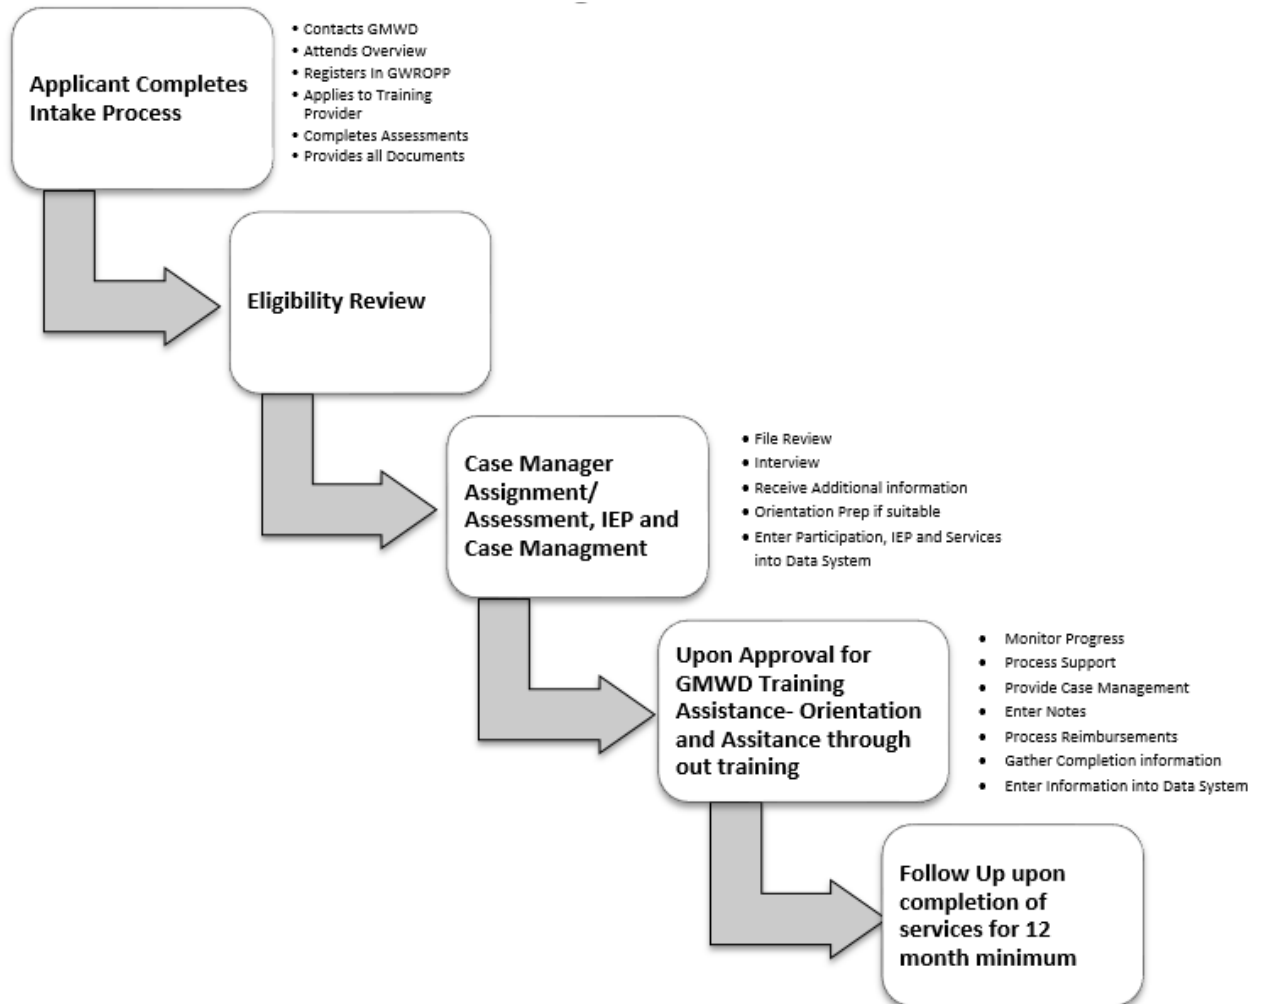 Applicant Completes
Intake Process
• Contacts GMWD
• Attends Overview
• Registers In GWROPP
• Applies to Training
Provider
• Completes Assessments
• Provides all Documents
Eligibility Review
Case Manager
Assignment/
Assessment, IEP and
Case Managment
• File Review
• Interview
• Receive Additional information
• Orientation Prep if suitable
• Enter Participation, IEP and Services
into Data System
Upon Approval for
GMWD Training
Assistance- Orientation
and Assitance through
out training
• Monitor Progress
• Process Support
• Provide Case Management
• Enter Notes
• Process Reimbursements
• Gather Completion information
• Enter Information into Data System
Follow Up upon
completion of
services for 12
month minimum